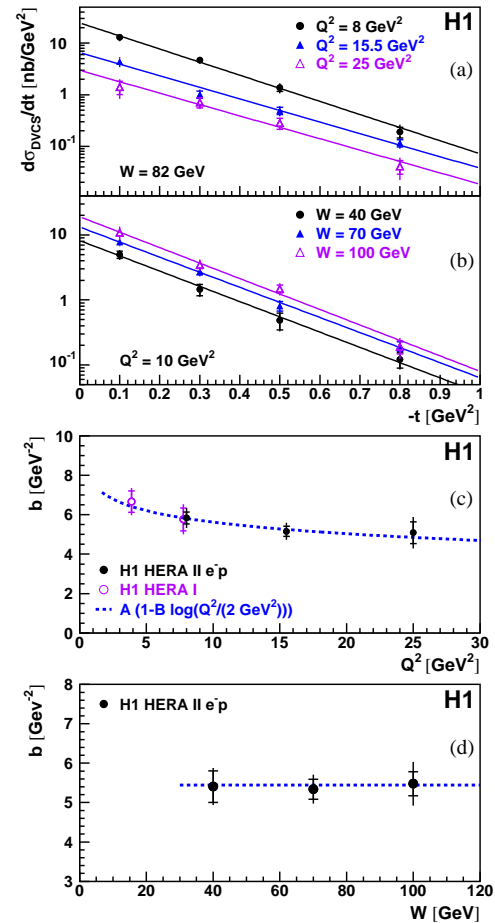 H1
dσDVCS/dt [nb/GeV²]
10
1
10⁻¹
Q² = 8 GeV²
Q² = 15.5 GeV²
Q² = 25 GeV²
(a)
W = 82 GeV
10
1
10⁻¹
W = 40 GeV
W = 70 GeV
W = 100 GeV
(b)
Q² = 10 GeV²
0 0.1 0.2 0.3 0.4 0.5 0.6 0.7 0.8 0.9 1
-t [GeV²]
H1
b [GeV⁻²]
10
8
6
4
2
0
(c)
H1 HERA II e⁻p
H1 HERA I
A (1-B log(Q²/(2 GeV²)))
0 5 10 15 20 25 30
Q² [GeV²]
H1
b [Gev⁻²]
8
7
6
5
4
3
H1 HERA II e⁻p
(d)
0 20 40 60 80 100 120
W [GeV]